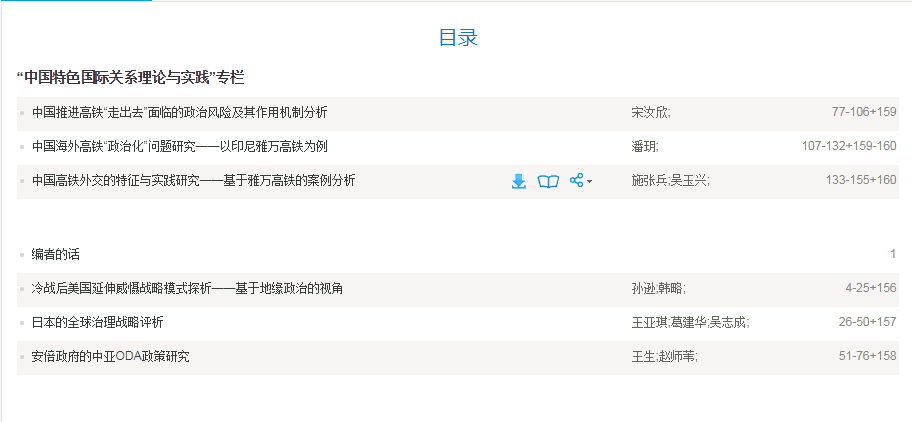 目录
“中国特色国际关系理论与实践”专栏
中国推进高铁“走出去”面临的政治风险及其作用机制分析 宋汝欣; 77-106+159
中国海外高铁“政治化”问题研究——以印尼雅万高铁为例 潘玥; 107-132+159-160
中国高铁外交的特征与实践研究——基于雅万高铁的案例分析 施张兵;吴玉兴; 133-155+160
编者的话 1
冷战后美国延伸威慑战略模式探析——基于地缘政治的视角 孙逊;韩略; 4-25+156
日本的全球治理战略评析 王亚琪;葛建华;吴志成; 26-50+157
安倍政府的中亚ODA政策研究 王生;赵师苇; 51-76+158